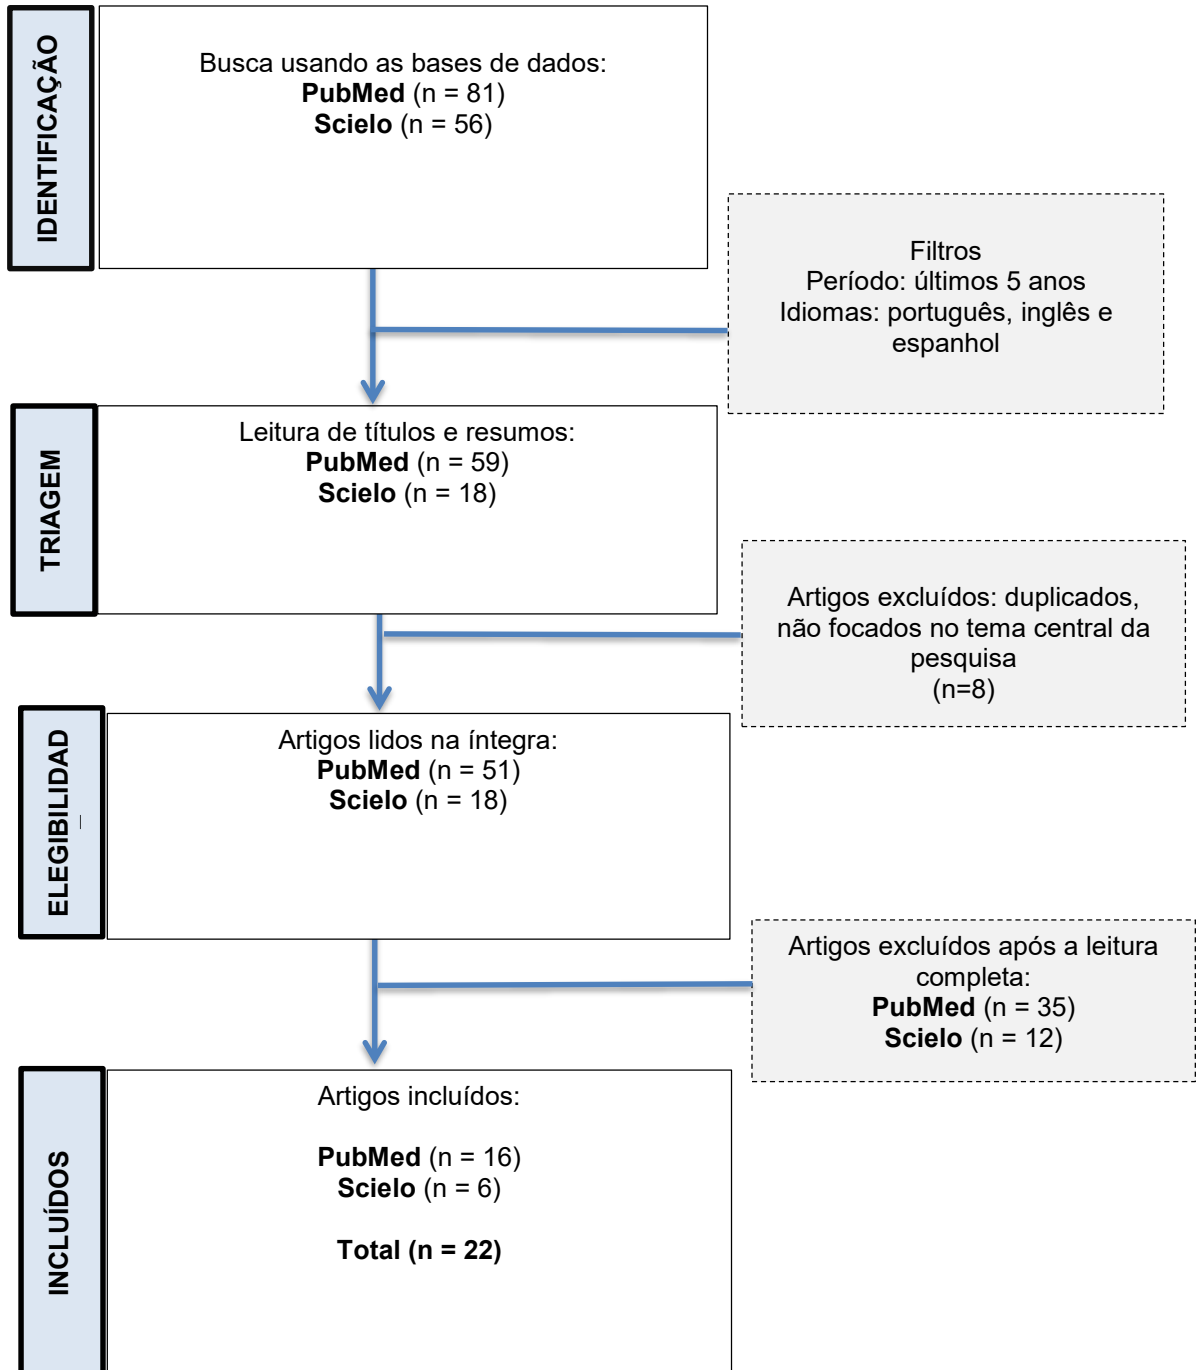 IDENTIFICAÇÃO
Busca usando as bases de dados:
PubMed (n = 81)
Scielo (n = 56)
Filtros
Período: últimos 5 anos
Idiomas: português, inglês e
espanhol
TRIAGEM
Leitura de títulos e resumos:
PubMed (n = 59)
Scielo (n = 18)
Artigos excluídos: duplicados,
não focados no tema central da
pesquisa
(n=8)
ELEGIBILIDAD
Artigos lidos na íntegra:
PubMed (n = 51)
Scielo (n = 18)
Artigos excluídos após a leitura
completa:
PubMed (n = 35)
Scielo (n = 12)
INCLUÍDOS
Artigos incluídos:
PubMed (n = 16)
Scielo (n = 6)
Total (n = 22)